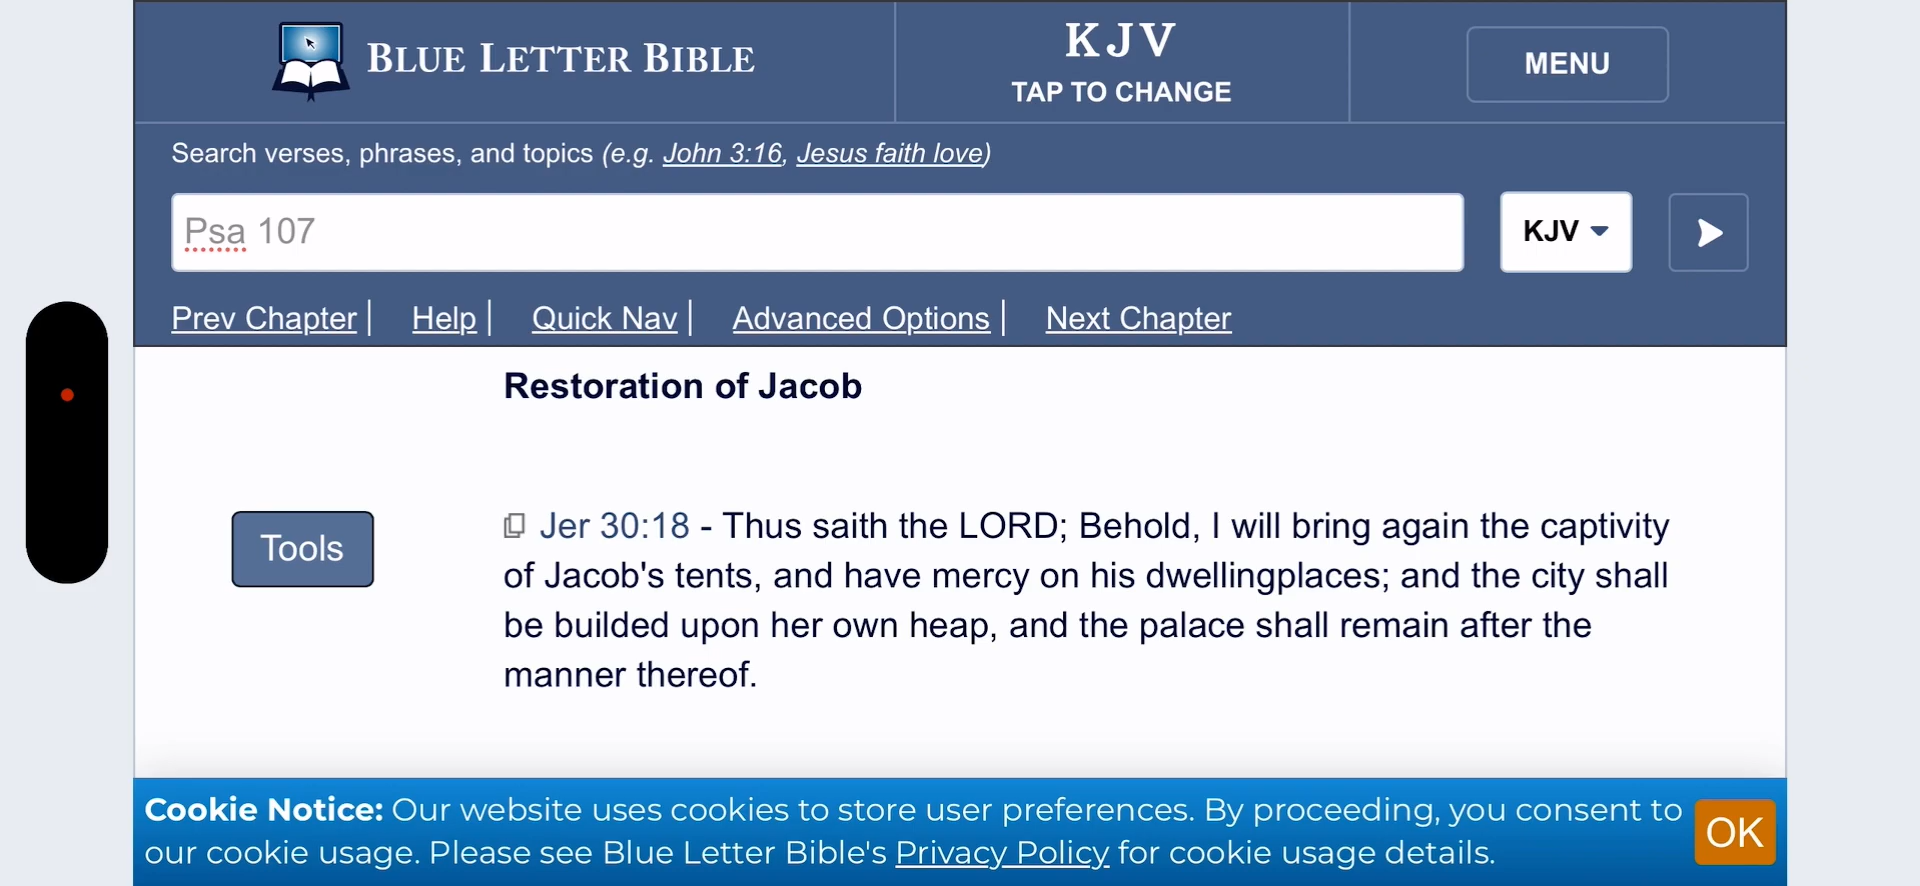 BLUE LETTER BIBLE
KJV
TAP TO CHANGE
MENU
Search verses, phrases, and topics (e.g. John 3:16, Jesus faith love)
Psa 107
KJV
Prev Chapter | Help | Quick Nav | Advanced Options | Next Chapter
Restoration of Jacob
Tools
Jer 30:18 - Thus saith the LORD; Behold, I will bring again the captivity
of Jacob's tents, and have mercy on his dwellingplaces; and the city shall
be builded upon her own heap, and the palace shall remain after the
manner thereof.
Cookie Notice: Our website uses cookies to store user preferences. By proceeding, you consent to
our cookie usage. Please see Blue Letter Bible's Privacy Policy for cookie usage details.
OK